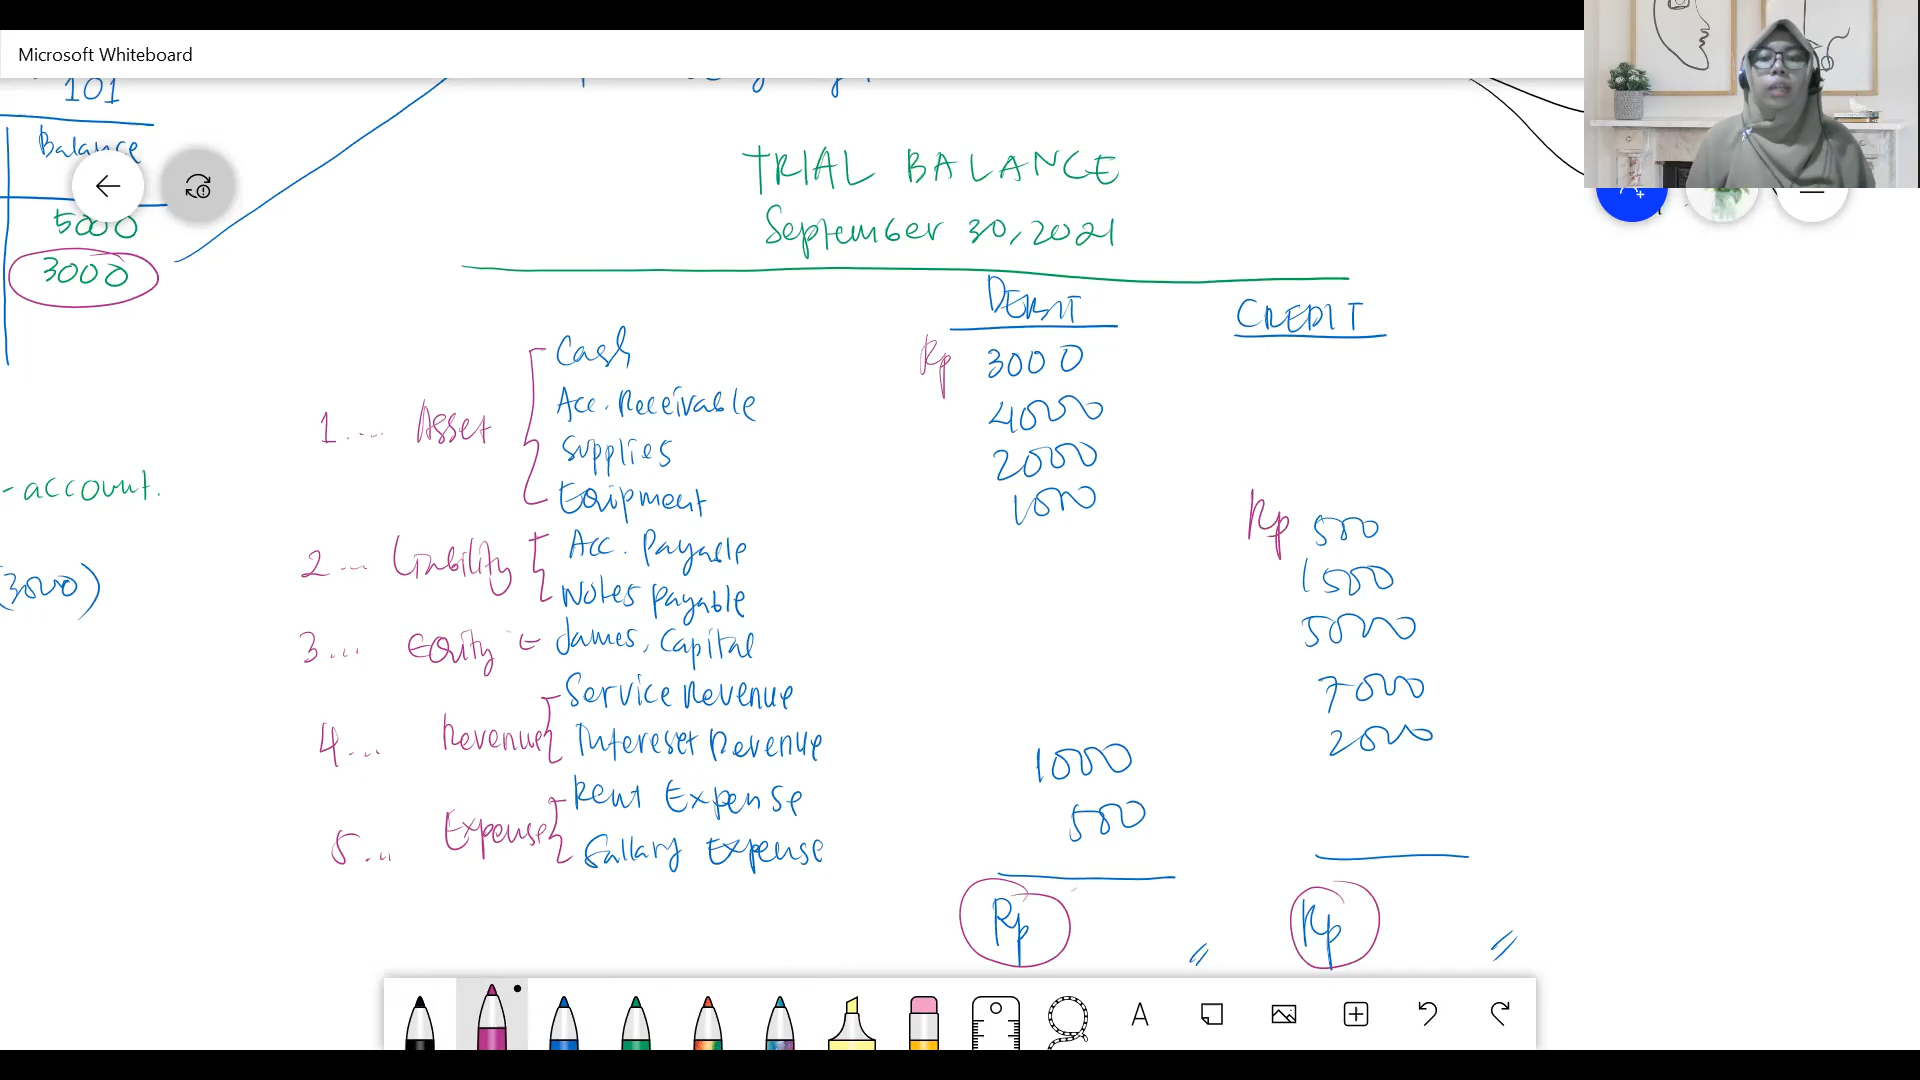 Microsoft Whiteboard
101
Balance
5000
3000
TRIAL BALANCE
September 30, 2021
DEBIT CREDIT
Cash Rp 3000
Acc. Receivable 4000
1.... Asset
Supplies 2000
- account.
Equipment 1000
Rp 500
2... Liability Acc. Payable
(3000)
Notes payable 1500
3... Equity James, Capital 5000
Service Revenue 7000
4... Revenue Intereset Revenue 2000
1000
Rent Expense
500
5... Expense
Sallary Expense
Rp Rp
A